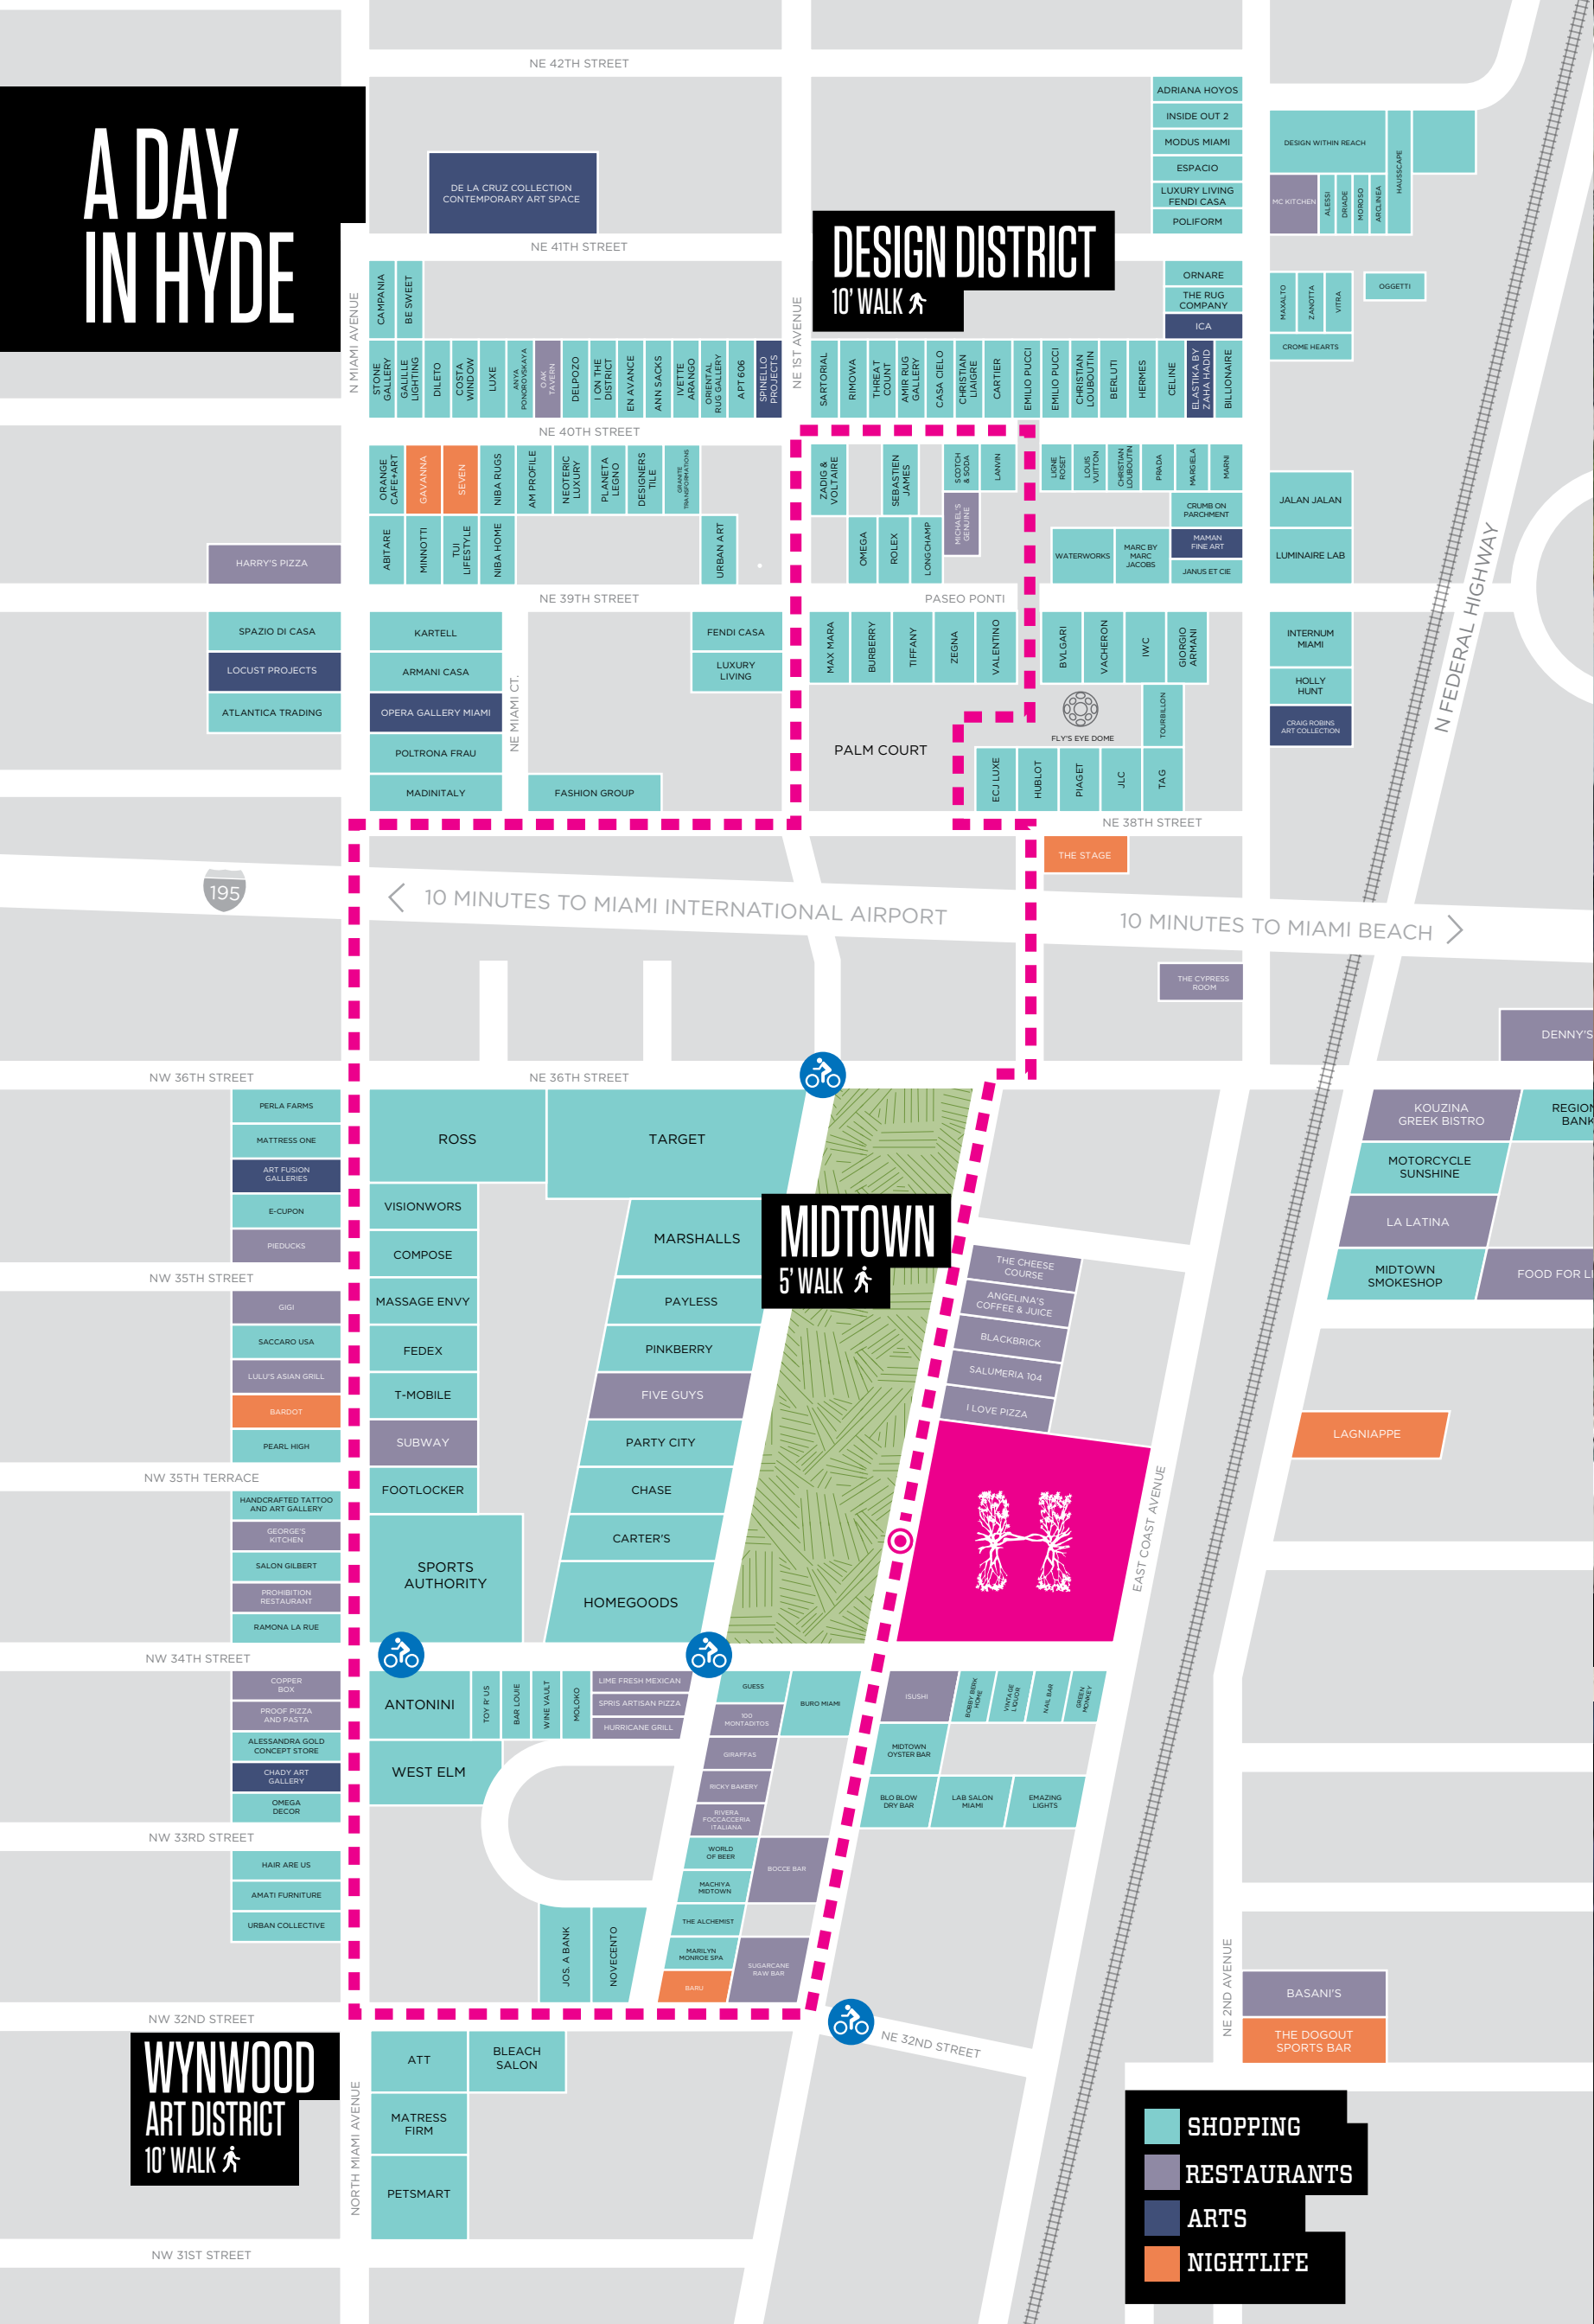 NE 42TH STREET
A DAY
IN HYDE
DE LA CRUZ COLLECTION
CONTEMPORARY ART SPACE
ADRIANA HOYOS
INSIDE OUT 2
MODUS MIAMI
ESPACIO
LUXURY LIVING
FENDI CASA
POLIFORM
DESIGN WITHIN REACH
HAUSSCAPE
MC KITCHEN
ALESSI
DRIADE
MOROSO
ARCLINEA
NE 41TH STREET
DESIGN DISTRICT
10' WALK
N MIAMI AVENUE
NE 1ST AVENUE
CAMPANIA
BE SWEET
ORNARE
THE RUG
COMPANY
ICA
MAXALTO
ZANOTTA
VITRA
OGGETTI
CROME HEARTS
STONE
GALLERY
GALILLE
LIGHTING
DILETO
COSTA
WINDOW
LUXE
ANYA
PONOROVSKAYA
OAK
TAVERN
DELPOZO
I ON THE
DISTRICT
EN AVANCE
ANN SACKS
IVETTE
ARANGO
ORIENTAL
RUG GALLERY
APT 606
SPINELLO
PROJECTS
SARTORIAL
RIMOWA
THREAT
COUNT
AMIR RUG
GALLERY
CASA CIELO
CHRISTIAN
LIAIGRE
CARTIER
EMILIO PUCCI
EMILIO PUCCI
CHRISTIAN
LOUBOUTIN
BERLUTI
HERMES
CELINE
ELASTIKA BY
ZAHA HADID
BILLIONAIRE
NE 40TH STREET
ORANGE
CAFE+ART
GAVANNA
SEVEN
NIBA RUGS
AM PROFILE
NEOTERIC
LUXURY
PLANETA
LEGNO
DESIGNERS
TILE
GRANITE
TRANSFORMATIONS
ZADIG &
VOLTAIRE
SEBASTIEN
JAMES
SCOTCH
& SODA
LANVIN
LIGNE
ROSET
LOUIS
VUITTON
CHRISTIAN
LOUBOUTIN
PRADA
MARGIELA
MARNI
JALAN JALAN
ABITARE
MINNOTTI
TUI
LIFESTYLE
NIBA HOME
URBAN ART
OMEGA
ROLEX
LONGCHAMP
MICHAEL'S
GENUINE
WATERWORKS
MARC BY
MARC
JACOBS
CRUMB ON
PARCHMENT
MAMAN
FINE ART
JANUS ET CIE
LUMINAIRE LAB
HARRY'S PIZZA
NE 39TH STREET
PASEO PONTI
N FEDERAL HIGHWAY
SPAZIO DI CASA
LOCUST PROJECTS
ATLANTICA TRADING
KARTELL
ARMANI CASA
OPERA GALLERY MIAMI
POLTRONA FRAU
MADINITALY
NE MIAMI CT.
FENDI CASA
LUXURY
LIVING
FASHION GROUP
MAX MARA
BURBERRY
TIFFANY
ZEGNA
VALENTINO
BVLGARI
VACHERON
IWC
GIORGIO
ARMANI
INTERNUM
MIAMI
HOLLY
HUNT
CRAIG ROBINS
ART COLLECTION
PALM COURT
FLY'S EYE DOME
TOURBILLON
ECJ LUXE
HUBLOT
PIAGET
JLC
TAG
NE 38TH STREET
THE STAGE
195
10 MINUTES TO MIAMI INTERNATIONAL AIRPORT
10 MINUTES TO MIAMI BEACH
THE CYPRESS
ROOM
DENNY'S
NW 36TH STREET
NE 36TH STREET
PERLA FARMS
MATTRESS ONE
ART FUSION
GALLERIES
E-CUPON
PIEDUCKS
NW 35TH STREET
ROSS
TARGET
VISIONWORS
COMPOSE
MASSAGE ENVY
FEDEX
T-MOBILE
SUBWAY
FOOTLOCKER
SPORTS
AUTHORITY
MARSHALLS
PAYLESS
PINKBERRY
FIVE GUYS
PARTY CITY
CHASE
CARTER'S
HOMEGOODS
MIDTOWN
5' WALK
THE CHEESE
COURSE
ANGELINA'S
COFFEE & JUICE
BLACKBRICK
SALUMERIA 104
I LOVE PIZZA
H
EAST COAST AVENUE
KOUZINA
GREEK BISTRO
REGION
BANK
MOTORCYCLE
SUNSHINE
LA LATINA
MIDTOWN
SMOKESHOP
FOOD FOR LI
LAGNIAPPE
GIGI
SACCARO USA
LULU'S ASIAN GRILL
BARDOT
PEARL HIGH
NW 35TH TERRACE
HANDCRAFTED TATTOO
AND ART GALLERY
GEORGE'S
KITCHEN
SALON GILBERT
PROHIBITION
RESTAURANT
RAMONA LA RUE
NW 34TH STREET
COPPER
BOX
PROOF PIZZA
AND PASTA
ALESSANDRA GOLD
CONCEPT STORE
CHADY ART
GALLERY
OMEGA
DECOR
NW 33RD STREET
HAIR ARE US
AMATI FURNITURE
URBAN COLLECTIVE
ANTONINI
TOY R' US
BAR LOUIE
WINE VAULT
MOLOKO
LIME FRESH MEXICAN
SPRIS ARTISAN PIZZA
HURRICANE GRILL
WEST ELM
JOS. A BANK
NOVECENTO
GUESS
100
MONTADITOS
BURO MIAMI
GIRAFFAS
RICKY BAKERY
RIVERA
FOCCACCERIA
ITALIANA
WORLD
OF BEER
MACHIYA
MIDTOWN
BOCCE BAR
THE ALCHEMIST
MARILYN
MONROE SPA
BARU
SUGARCANE
RAW BAR
ISUSHI
BOBBY BERK
HOME
VINTAGE
LIQUOR
NAIL BAR
GREEN
MONKEY
MIDTOWN
OYSTER BAR
BLO BLOW
DRY BAR
LAB SALON
MIAMI
EMAZING
LIGHTS
NE 2ND AVENUE
BASANI'S
THE DOGOUT
SPORTS BAR
NW 32ND STREET
NE 32ND STREET
WYNWOOD
ART DISTRICT
10' WALK
NORTH MIAMI AVENUE
ATT
BLEACH
SALON
MATRESS
FIRM
PETSMART
NW 31ST STREET
SHOPPING
RESTAURANTS
ARTS
NIGHTLIFE